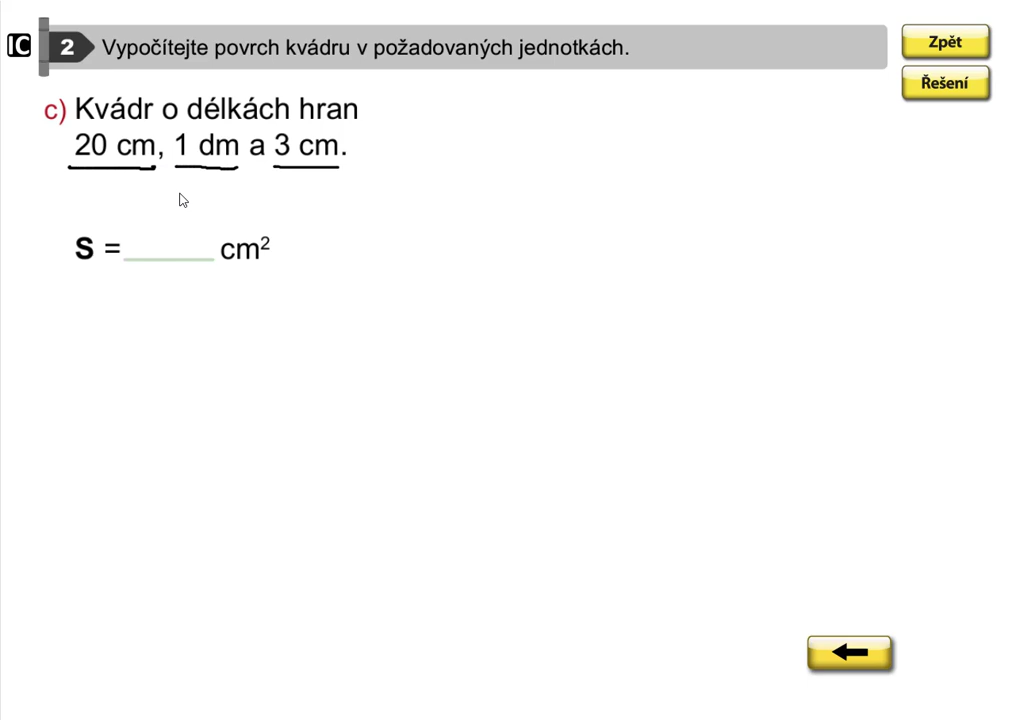 IC
2 Vypočítejte povrch kvádru v požadovaných jednotkách.
Zpět
Řešení
c) Kvádr o délkách hran
20 cm, 1 dm a 3 cm.
S = ______ cm²